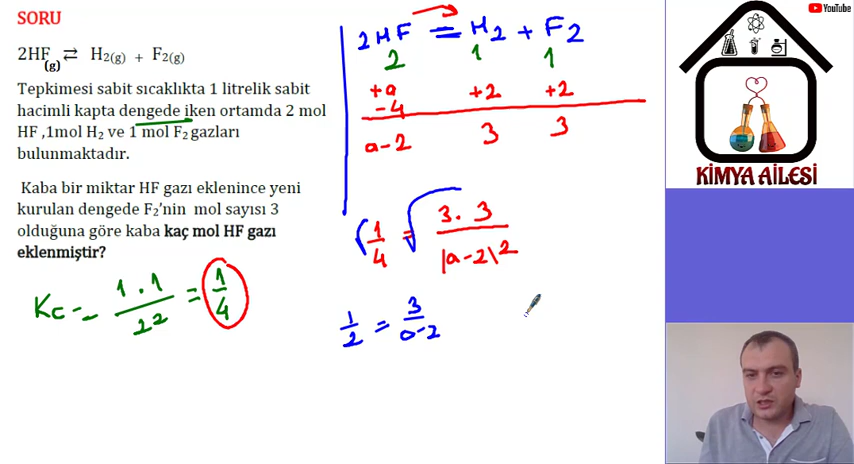 SORU
2HF(g) ⇄ H2(g) + F2(g)
Tepkimesi sabit sıcaklıkta 1 litrelik sabit
hacimli kapta dengede iken ortamda 2 mol
HF ,1mol H2 ve 1 mol F2 gazları
bulunmaktadır.
Kaba bir miktar HF gazı eklenince yeni
kurulan dengede F2'nin mol sayısı 3
olduğuna göre kaba kaç mol HF gazı
eklenmiştir?
Kc = 1 . 1 / 2² = 1/4
2HF = H2 + F2
2 1 1
+a +2 +2
-4
a-2 3 3
√1/4 = √3 . 3 / |a-2|²
1/2 = 3/a-2
YouTube
KİMYA AİLESİ